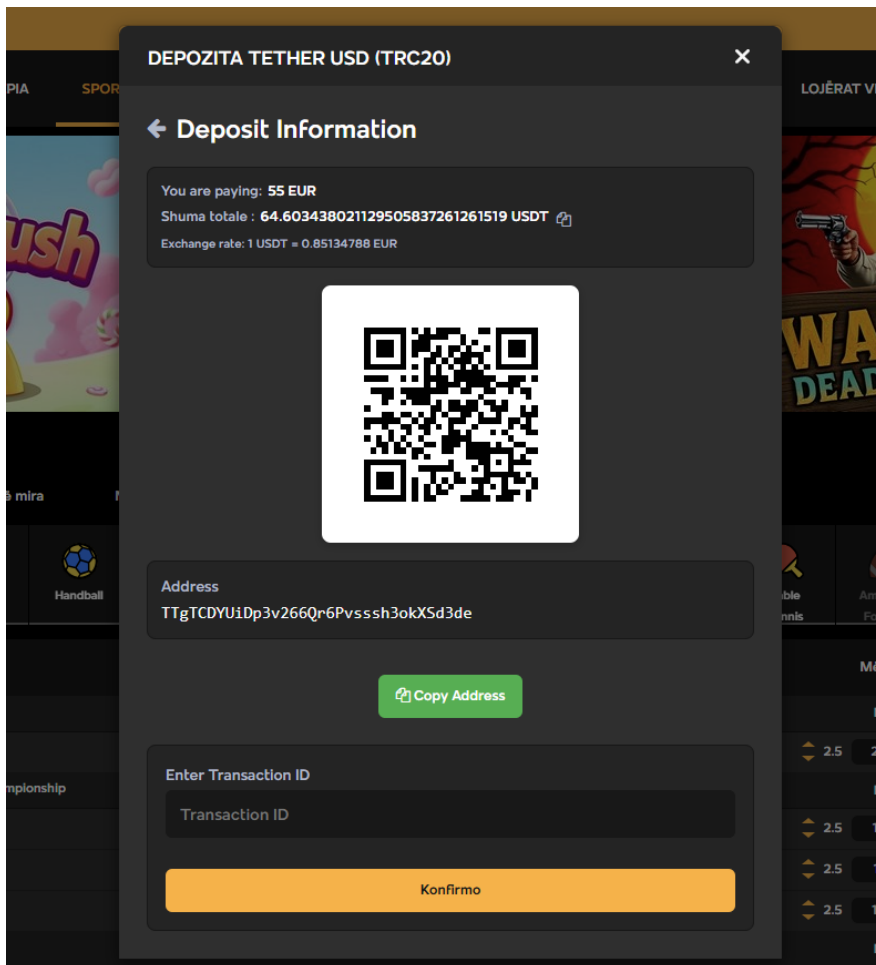 DEPOZITA TETHER USD (TRC20)
PIA
SPOR
LOJËRAT
Deposit Information
You are paying: 55 EUR
Shuma totale : 64.603438021129505837261261519 USDT
Exchange rate: 1 USDT = 0.85134788 EUR
ush
WA
DEAD
ë mira
Handball
Address
TTgTCDYUiDp3v266Qr6Pvsssh3okXSd3de
Copy Address
Enter Transaction ID
Transaction ID
2.5
mpionship
2.5
2.5
Konfirmo
2.5